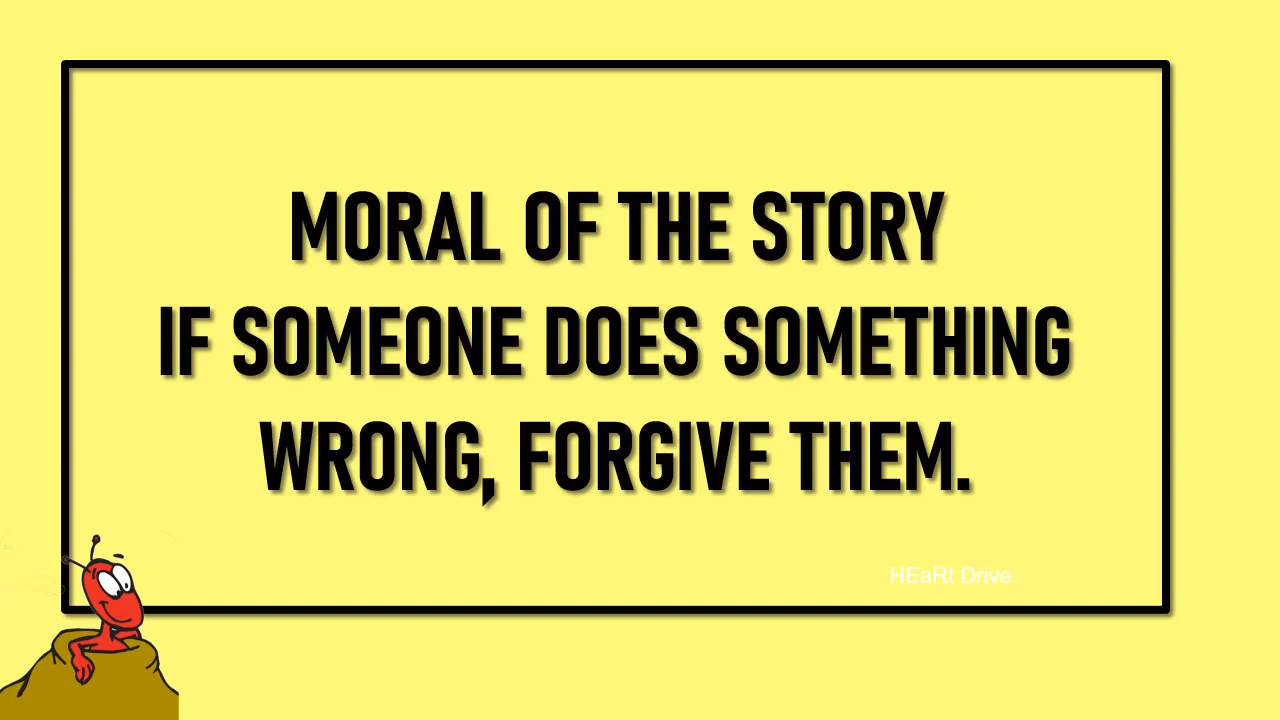 MORAL OF THE STORY
IF SOMEONE DOES SOMETHING
WRONG, FORGIVE THEM.
HEaRt Drive